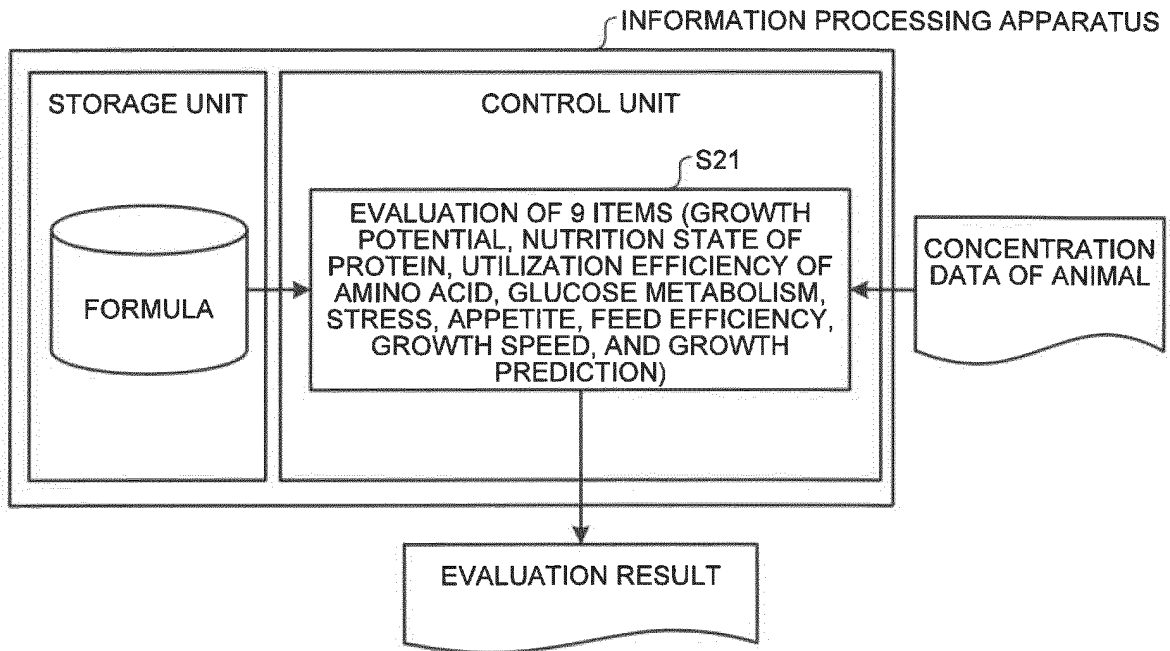 INFORMATION PROCESSING APPARATUS
STORAGE UNIT
CONTROL UNIT
S21
FORMULA
EVALUATION OF 9 ITEMS (GROWTH
POTENTIAL, NUTRITION STATE OF
PROTEIN, UTILIZATION EFFICIENCY OF
AMINO ACID, GLUCOSE METABOLISM,
STRESS, APPETITE, FEED EFFICIENCY,
GROWTH SPEED, AND GROWTH
PREDICTION)
CONCENTRATION
DATA OF ANIMAL
EVALUATION RESULT